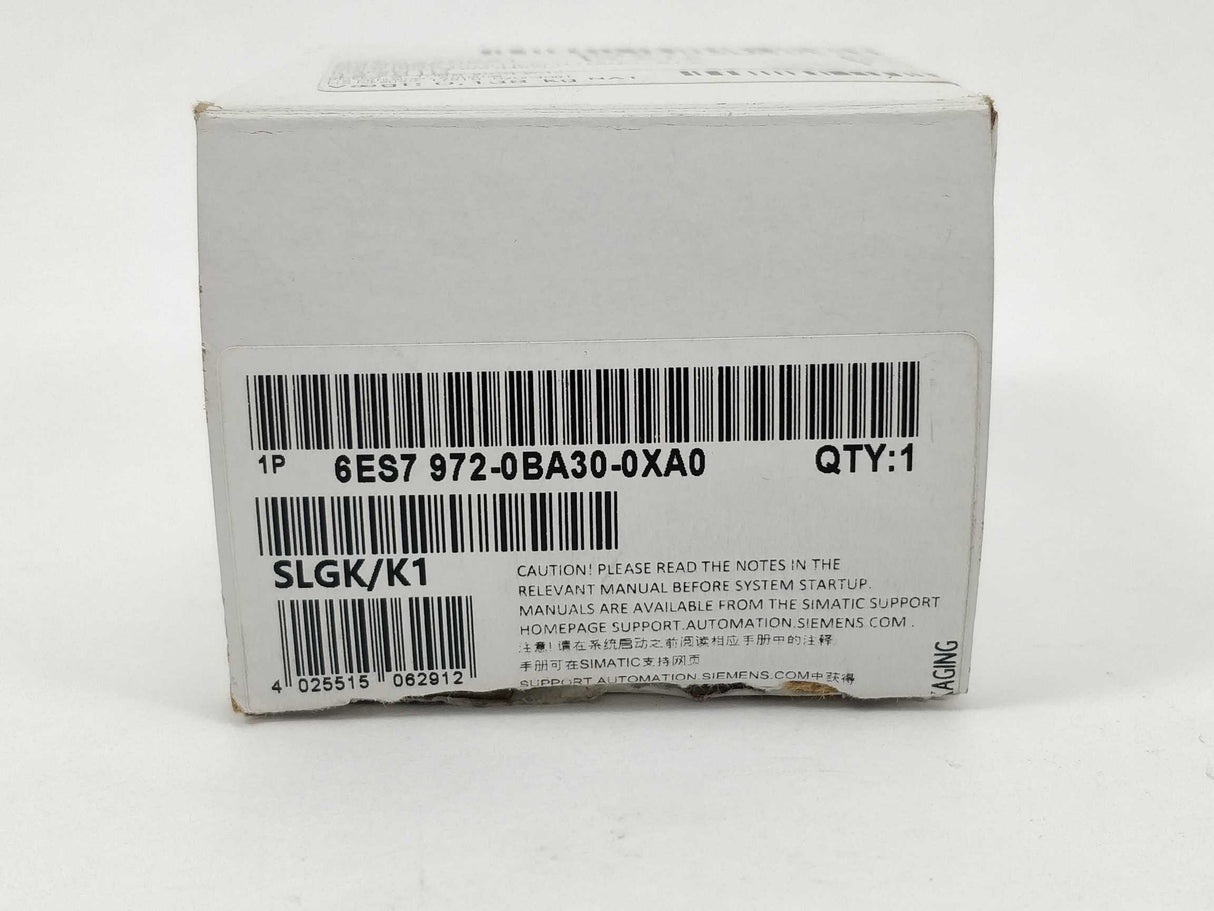 1P 6ES7 972-0BA30-0XA0 QTY:1
SLGK/K1
CAUTION! PLEASE READ THE NOTES IN THE
RELEVANT MANUAL BEFORE SYSTEM STARTUP.
MANUALS ARE AVAILABLE FROM THE SIMATIC SUPPORT
HOMEPAGE SUPPORT.AUTOMATION.SIEMENS.COM.
注意!请在系统启动之前阅读相应手册中的注释
手册可在SIMATIC支持网页
SUPPORT.AUTOMATION.SIEMENS.COM中获得
4 025515 062912
KAGING